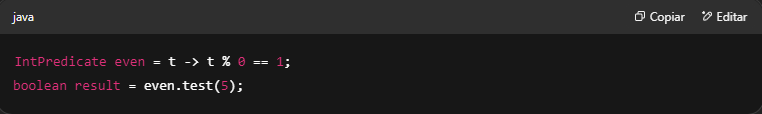 java
Copiar
Editar
IntPredicate even = t -> t % 0 == 1;
boolean result = even.test(5);